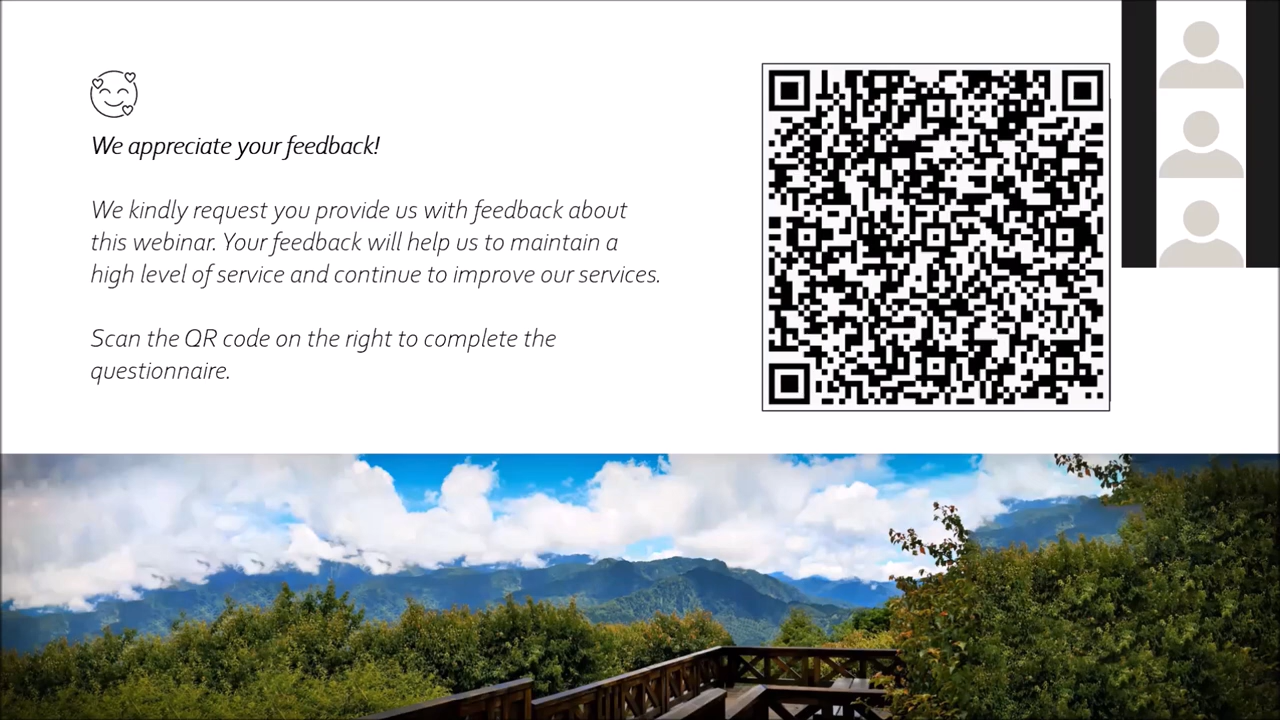 We appreciate your feedback!
We kindly request you provide us with feedback about
this webinar. Your feedback will help us to maintain a
high level of service and continue to improve our services.
Scan the QR code on the right to complete the
questionnaire.